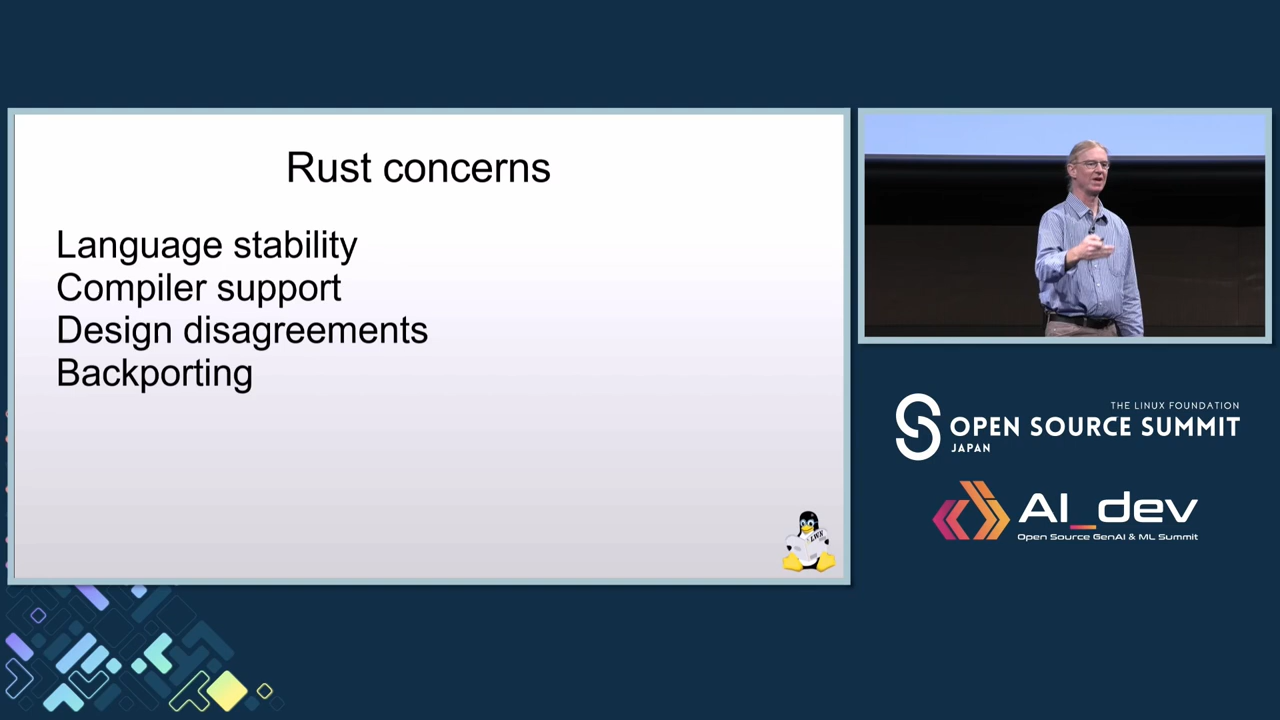 Rust concerns
Language stability
Compiler support
Design disagreements
Backporting
LWN
THE LINUX FOUNDATION
OPEN SOURCE SUMMIT
JAPAN
AI_dev
Open Source GenAI & ML Summit